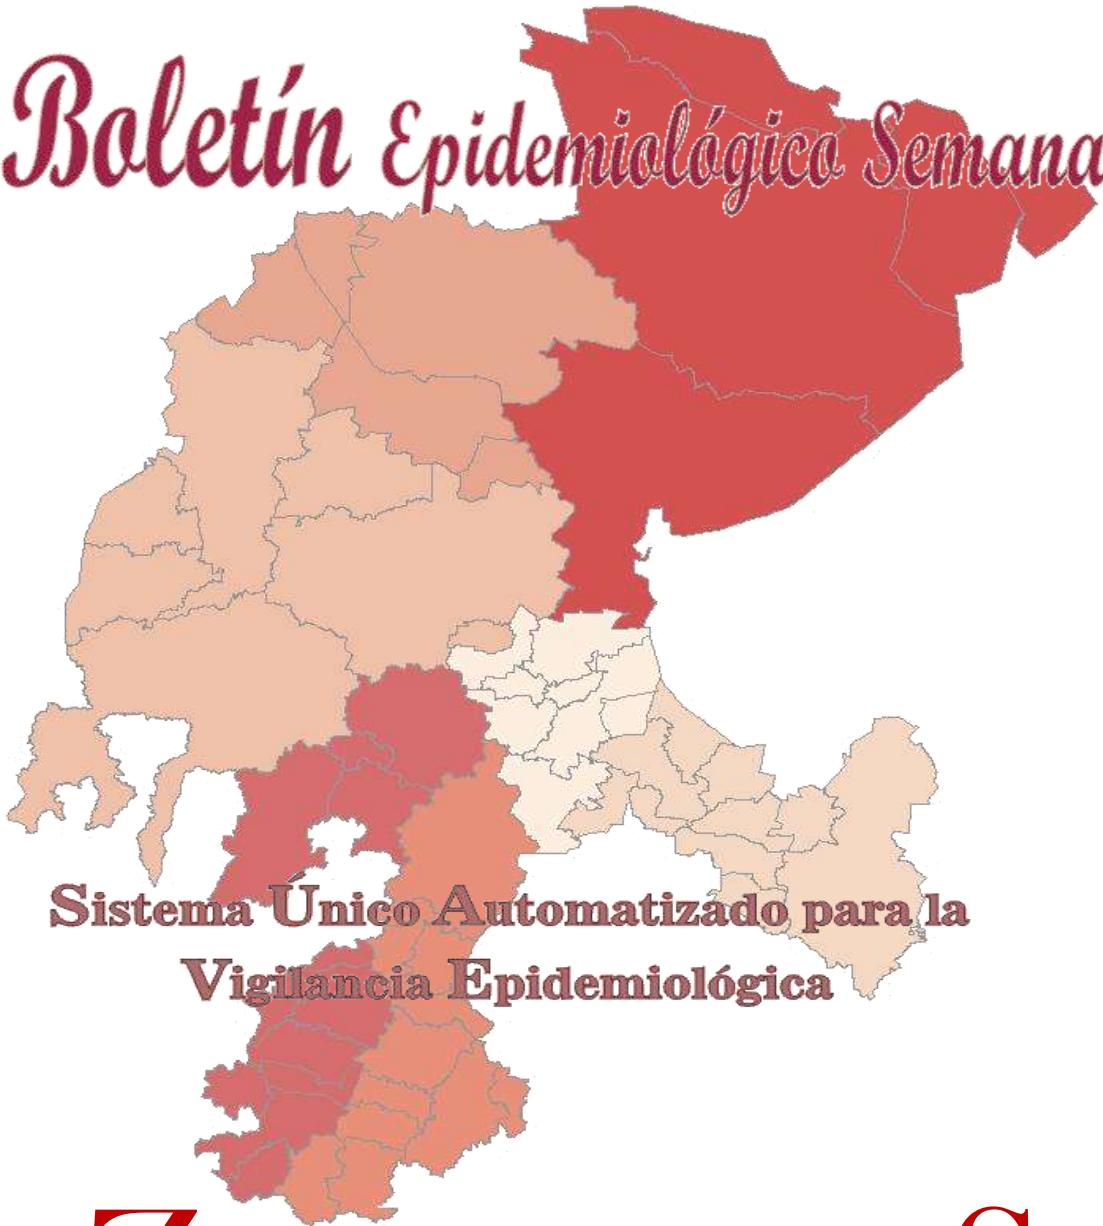 Boletín Epidemiológico Semana
Sistema Único Automatizado para la
Vigilancia Epidemiológica